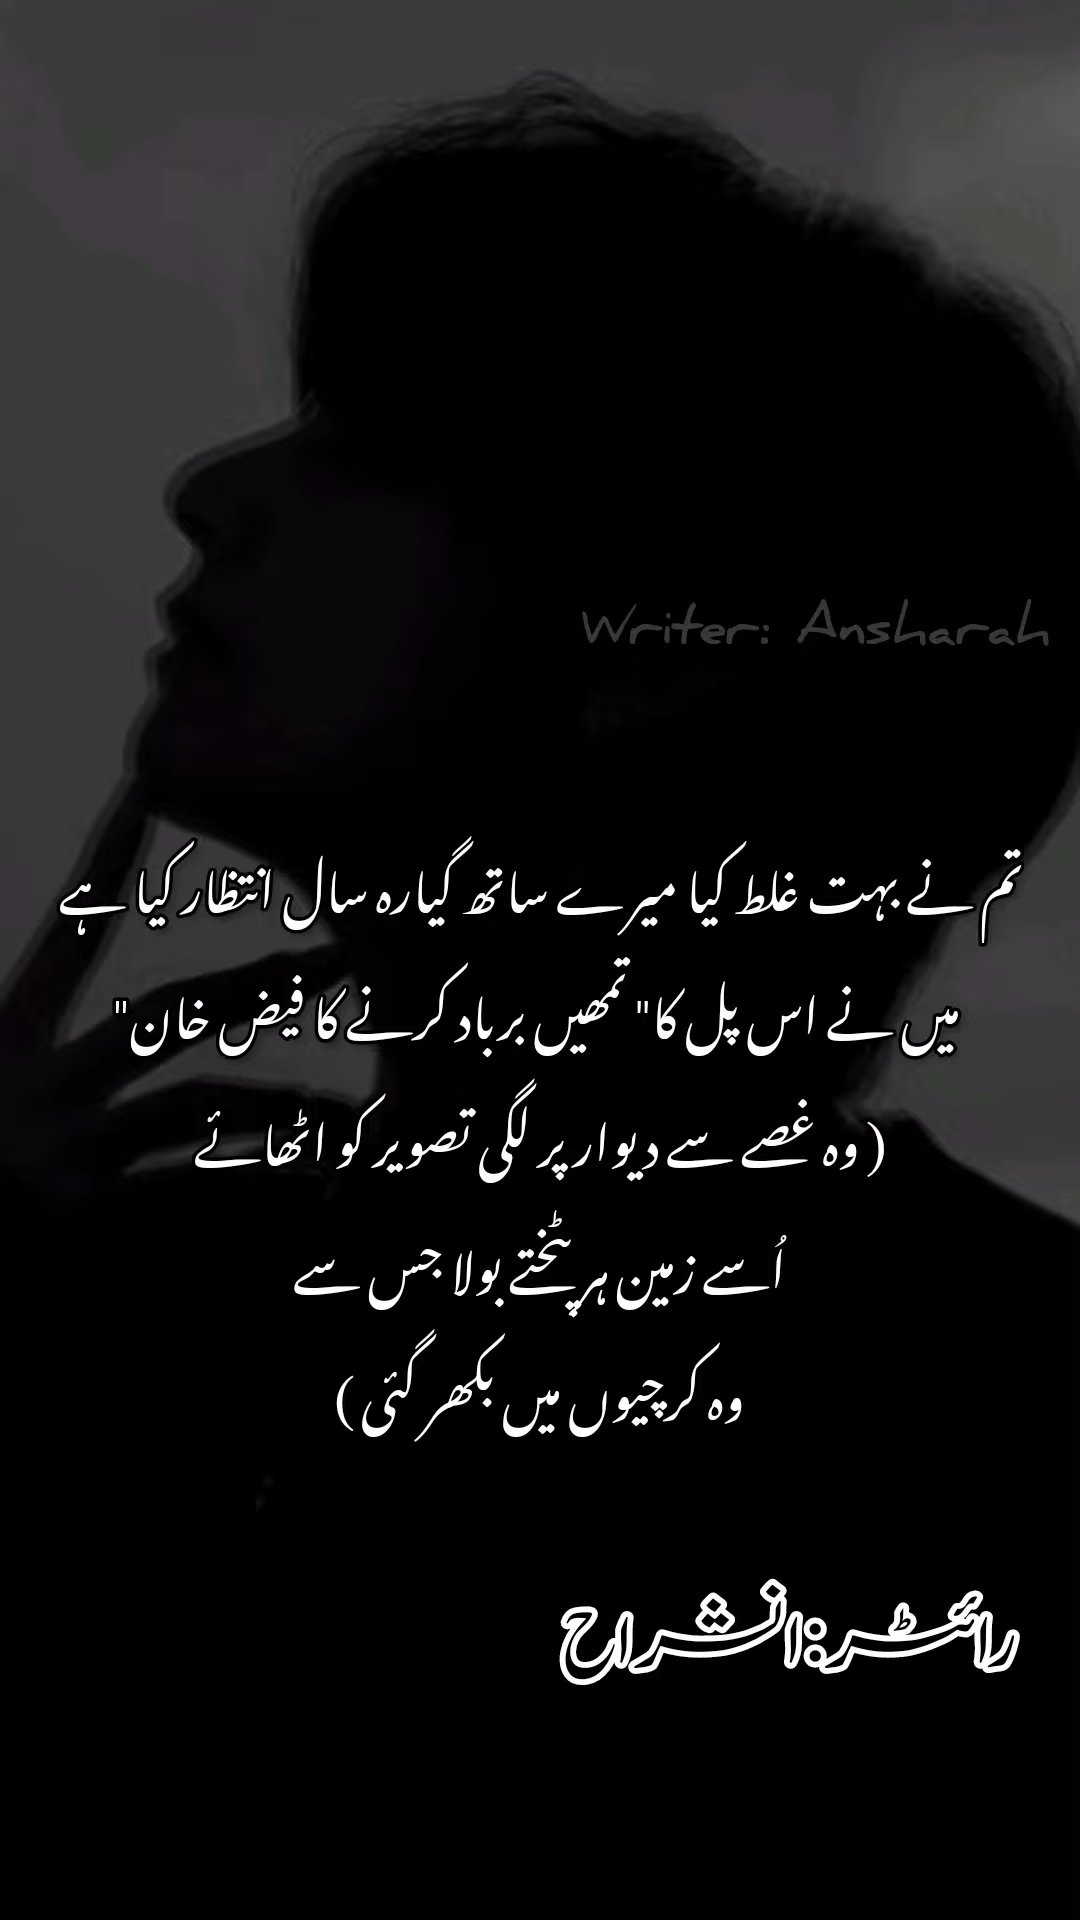 Writer: Ansharah
تم نے بہت غلط کیا میرے ساتھ گیارہ سال انتظار کیا ہے
میں نے اس پل کا" تمھیں برباد کرنے کا فیض خان"
( وہ غصے سے دیوار پر لگی تصویر کو اٹھائے
اُسے زمین ہر پٹختے بولا جس سے
وہ کرچیوں میں بکھر گئی )
رائٹر:انشراح